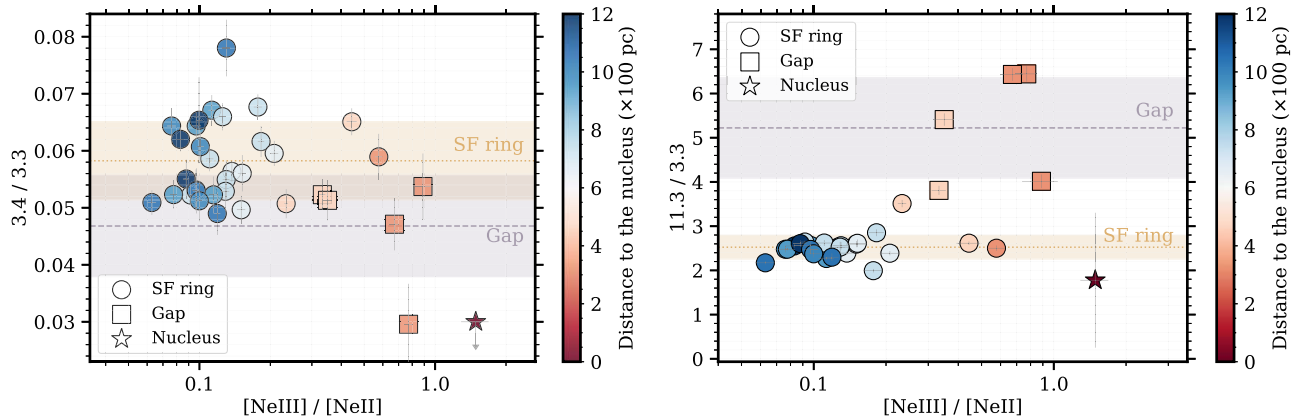 0.08
0.07
0.06
0.05
0.04
0.03
3.4 / 3.3
SF ring
Gap
SF ring
Gap
Nucleus
0.1
1.0
[NeIII] / [NeII]
12
10
8
6
4
2
0
Distance to the nucleus (×100 pc)
7
6
5
4
3
2
1
0
11.3 / 3.3
SF ring
Gap
Nucleus
Gap
SF ring
0.1
1.0
[NeIII] / [NeII]
12
10
8
6
4
2
0
Distance to the nucleus (×100 pc)